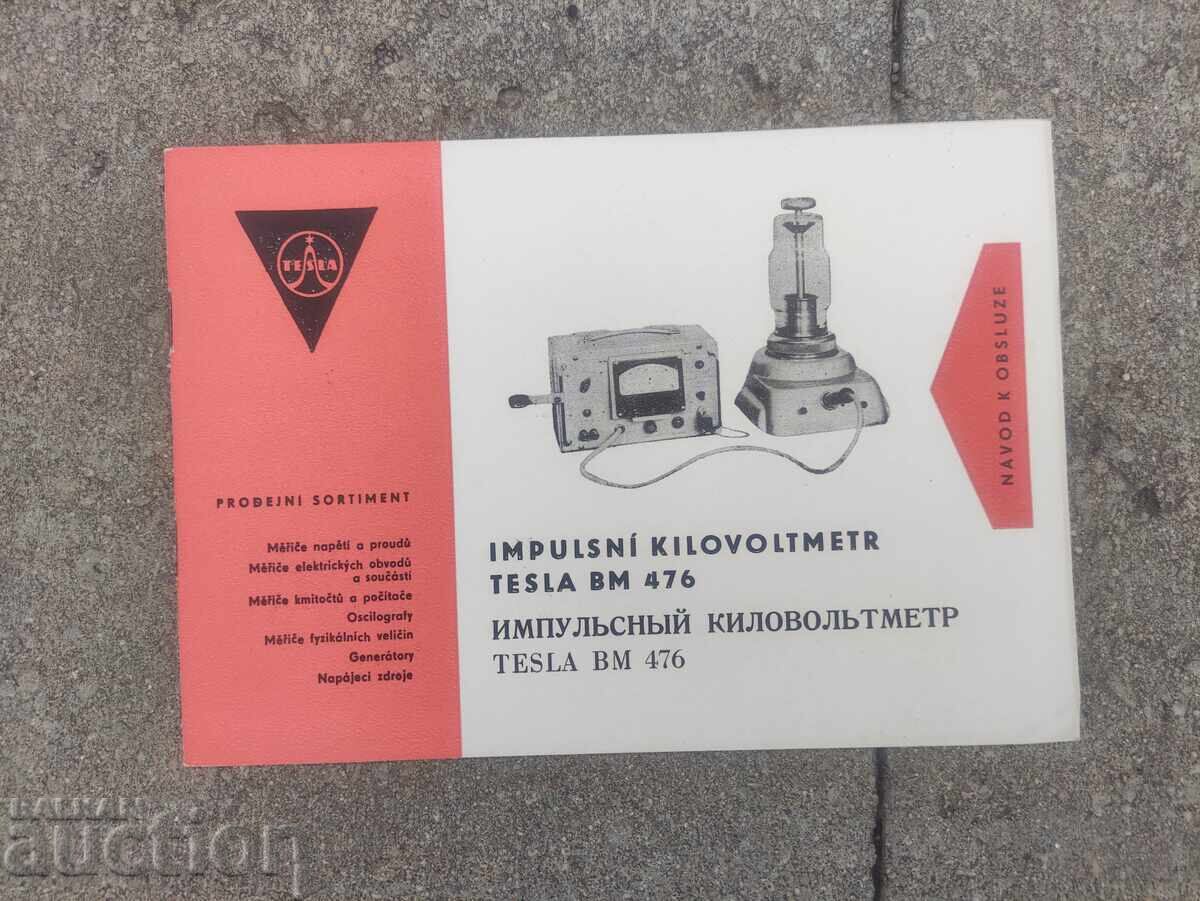 TESLA
PRODEJNÍ SORTIMENT
Měřiče napětí a proudů
Měřiče elektrických obvodů
a součástí
Měřiče kmitočtů a počítače
Oscilografy
Měřiče fyzikálních veličin
Generátory
Napájecí zdroje
IMPULSNÍ KILOVOLTMETR
TESLA BM 476
ИМПУЛЬСНЫЙ КИЛОВОЛЬТМЕТР
TESLA BM 476
NÁVOD K OBSLUZE
BALKAN
auction